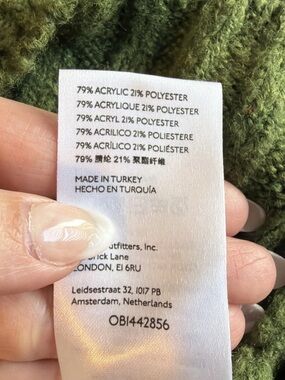 79% ACRYLIC 21% POLYESTER
79% ACRYLIQUE 21% POLYESTER
79% ACRYL 21% POLYESTER
79% ACRILICO 21% POLIESTERE
79% ACRÍLICO 21% POLIÉSTER
79% 腈纶 21% 聚酯纤维
MADE IN TURKEY
HECHO EN TURQUÍA
utfitters, Inc.
rick Lane
LONDON, E1 6RU
Leidsestraat 32, 1017 PB
Amsterdam, Netherlands
OB1442856